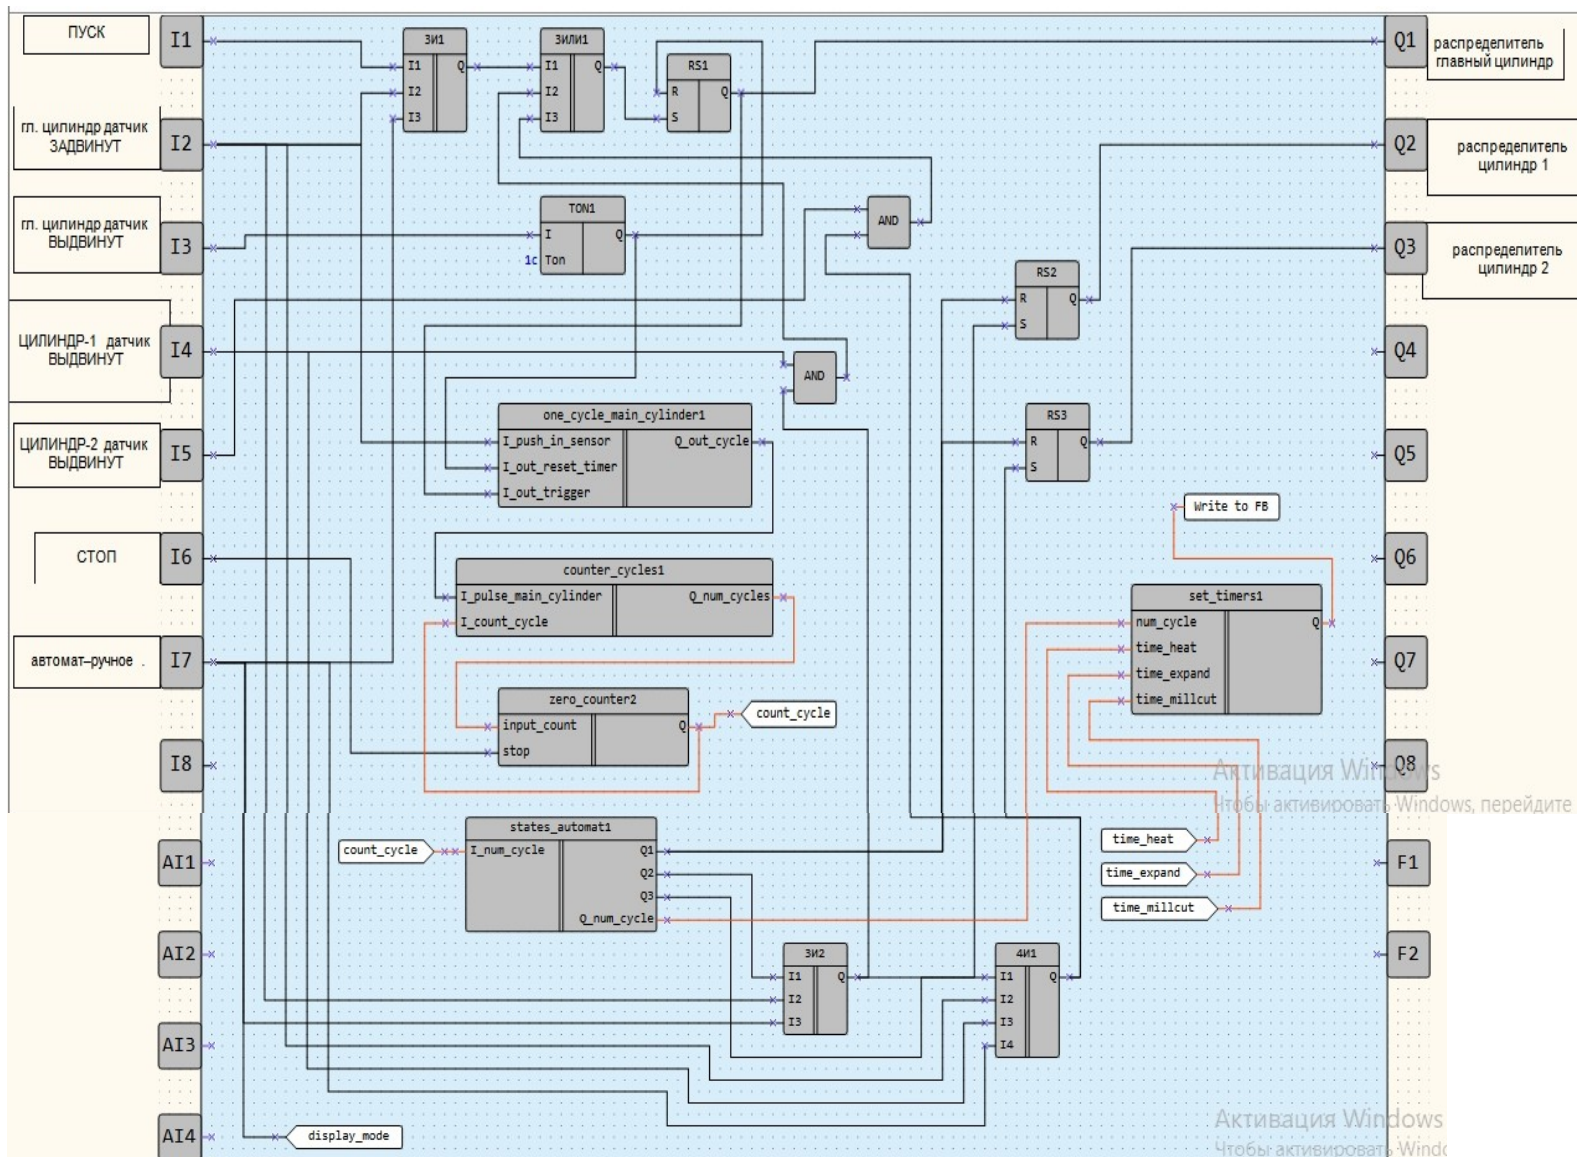 ПУСК
I1
гл. цилиндр датчик
ЗАДВИНУТ
I2
гл. цилиндр датчик
ВЫДВИНУТ
I3
ЦИЛИНДР-1 датчик
ВЫДВИНУТ
I4
ЦИЛИНДР-2 датчик
ВЫДВИНУТ
I5
СТОП
I6
автомат–ручное .
I7
I8
AI1
AI2
AI3
AI4
3И1
I1 Q
I2
I3
3ИЛИ1
I1 Q
I2
I3
RS1
R Q
S
TON1
I Q
1с Ton
AND
AND
RS2
R Q
S
RS3
R Q
S
one_cycle_main_cylinder1
I_push_in_sensor Q_out_cycle
I_out_reset_timer
I_out_trigger
counter_cycles1
I_pulse_main_cylinder Q_num_cycles
I_count_cycle
zero_counter2
input_count Q
stop
count_cycle
Write to FB
set_timers1
num_cycle Q
time_heat
time_expand
time_millcut
states_automat1
count_cycle
I_num_cycle Q1
Q2
Q3
Q_num_cycle
time_heat
time_expand
time_millcut
3И2
I1 Q
I2
I3
4И1
I1 Q
I2
I3
I4
display_mode
Q1
распределитель
главный цилиндр
Q2
распределитель
цилиндр 1
Q3
распределитель
цилиндр 2
Q4
Q5
Q6
Q7
Q8
F1
F2
Активация Windows
Чтобы активировать Windows, перейдите
Активация Windows
Чтобы активировать Windo